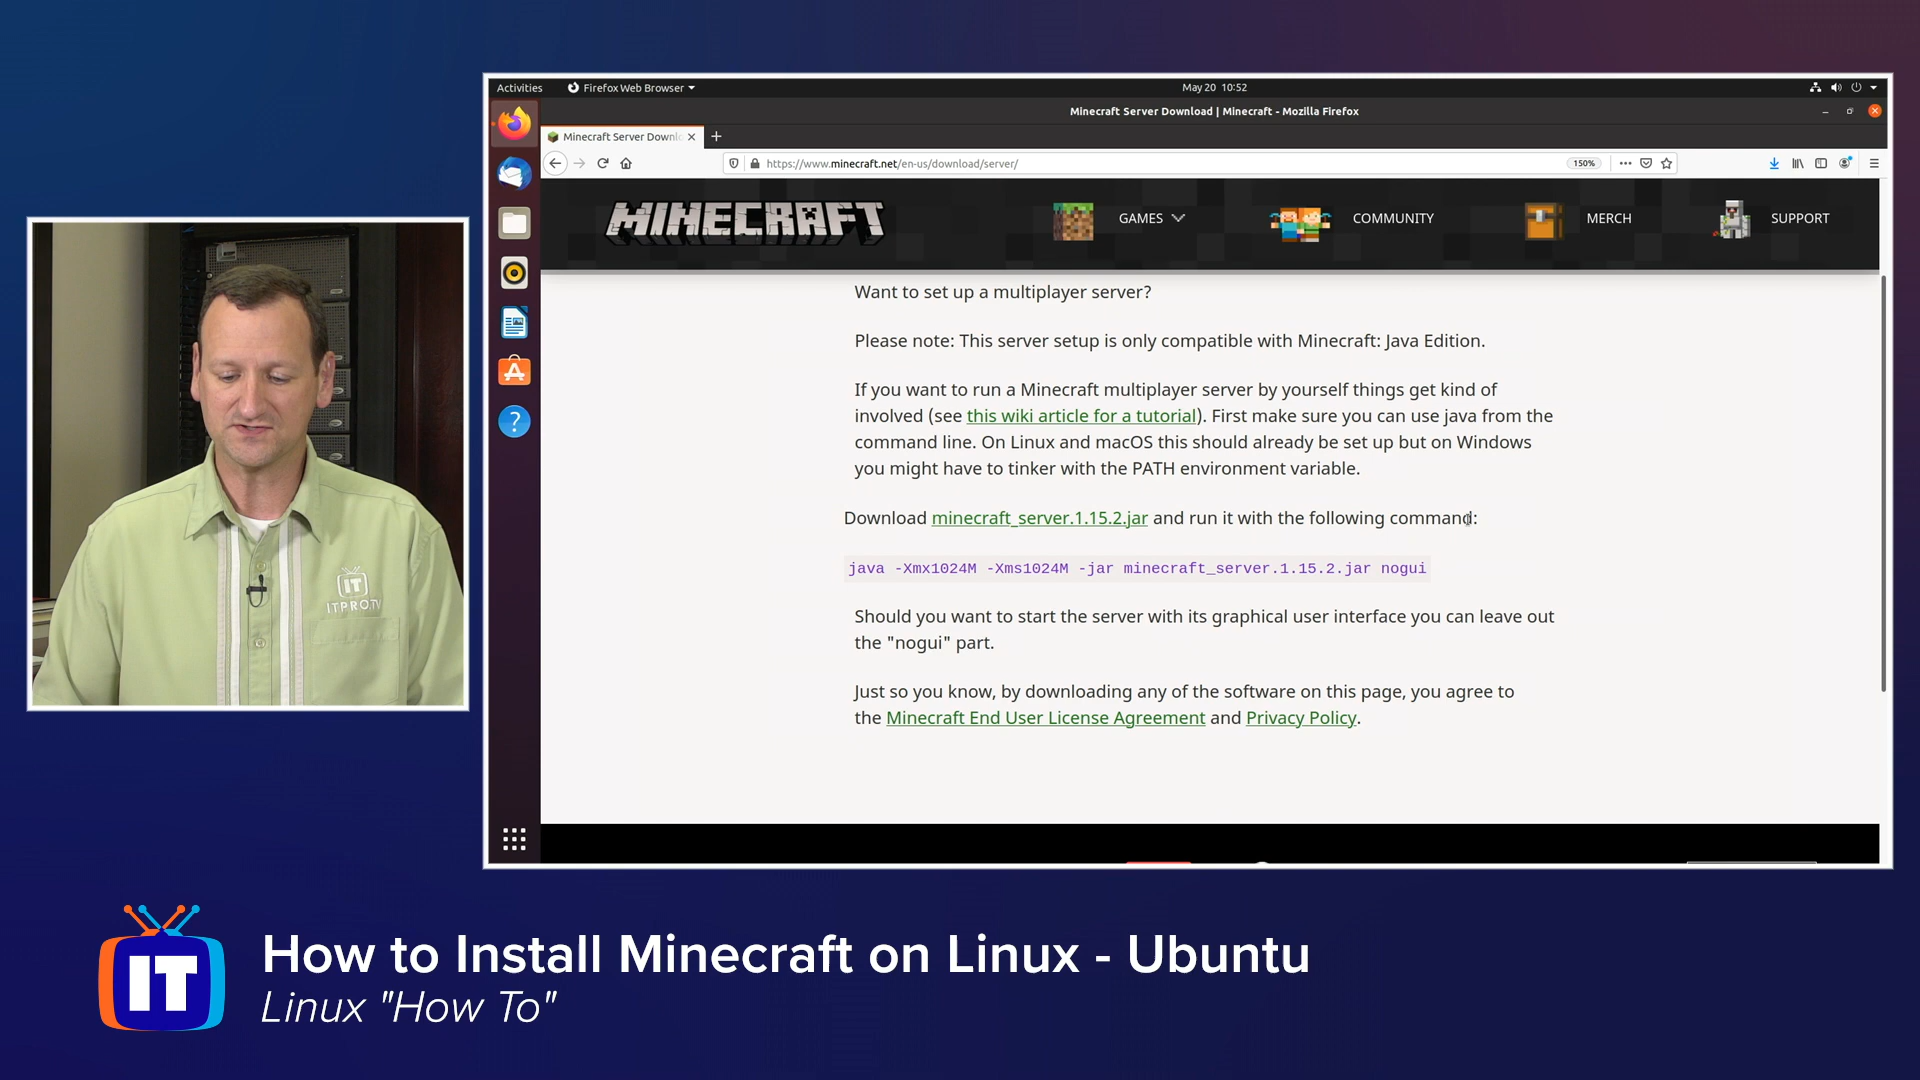 Activities
Firefox Web Browser
May 20 10:52
Minecraft Server Download | Minecraft - Mozilla Firefox
Minecraft Server Downl
https://www.minecraft.net/en-us/download/server/
150%
MINECRAFT
GAMES
COMMUNITY
MERCH
SUPPORT
Want to set up a multiplayer server?
Please note: This server setup is only compatible with Minecraft: Java Edition.
If you want to run a Minecraft multiplayer server by yourself things get kind of
involved (see this wiki article for a tutorial). First make sure you can use java from the
command line. On Linux and macOS this should already be set up but on Windows
you might have to tinker with the PATH environment variable.
Download minecraft_server.1.15.2.jar and run it with the following command:
java -Xmx1024M -Xms1024M -jar minecraft_server.1.15.2.jar nogui
Should you want to start the server with its graphical user interface you can leave out
the "nogui" part.
Just so you know, by downloading any of the software on this page, you agree to
the Minecraft End User License Agreement and Privacy Policy.
IT
ITPRO.TV
IT
How to Install Minecraft on Linux - Ubuntu
Linux "How To"